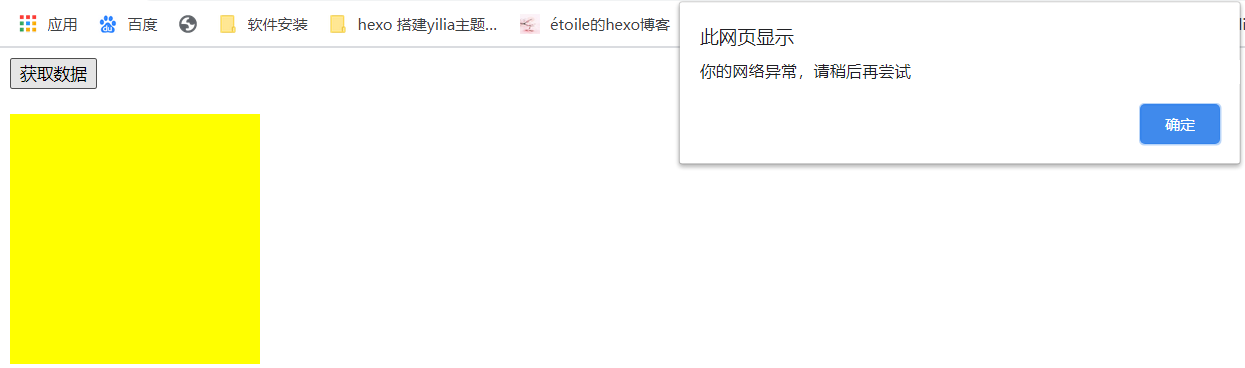 应用 百度 软件安装 hexo 搭建yilia主题... étoile的hexo博客
此网页显示
你的网络异常，请稍后再尝试
确定
获取数据